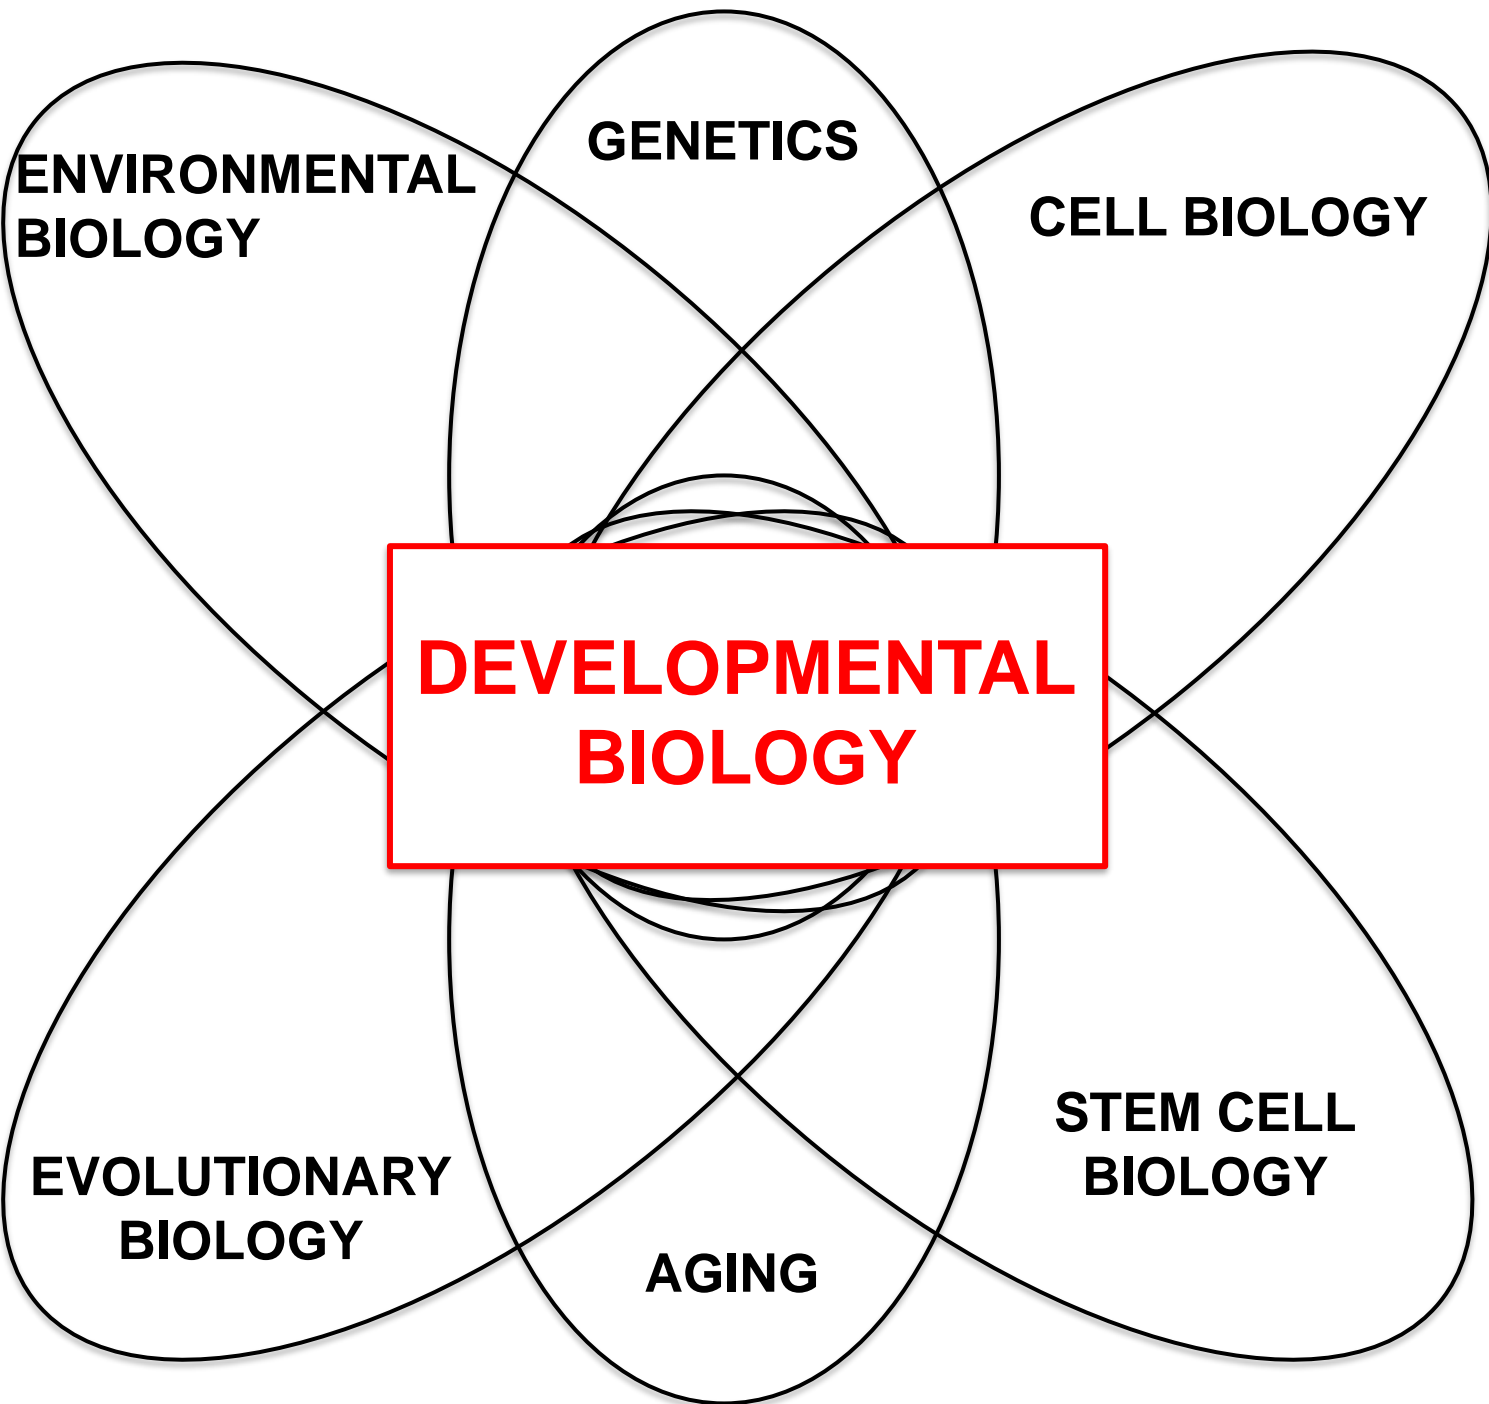 GENETICS
ENVIRONMENTAL
BIOLOGY
CELL BIOLOGY
DEVELOPMENTAL
BIOLOGY
STEM CELL
BIOLOGY
EVOLUTIONARY
BIOLOGY
AGING